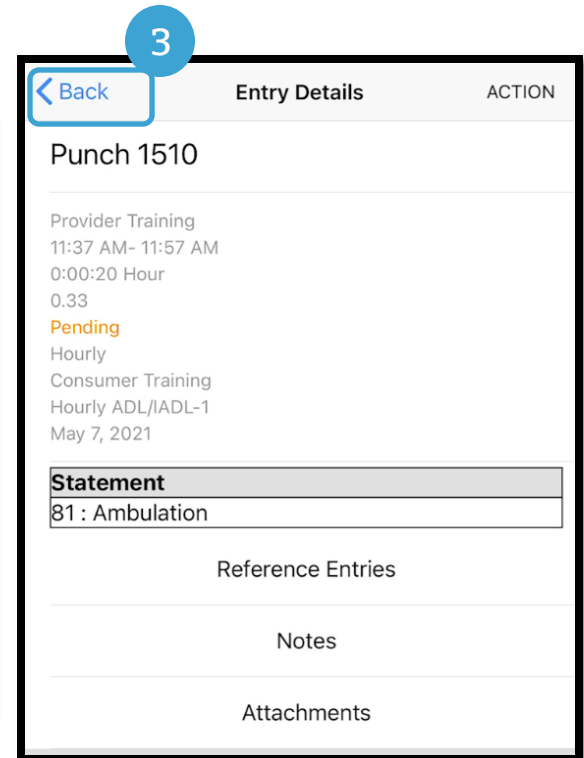 3
Back Entry Details ACTION
Punch 1510
Provider Training
11:37 AM- 11:57 AM
0:00:20 Hour
0.33
Pending
Hourly
Consumer Training
Hourly ADL/IADL-1
May 7, 2021
Statement
81 : Ambulation
Reference Entries
Notes
Attachments